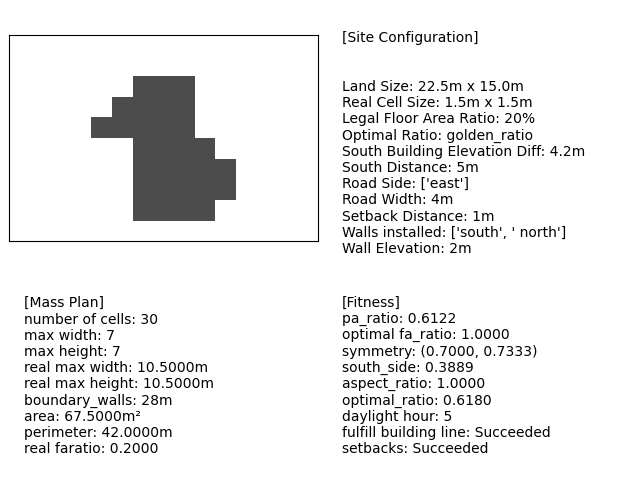 [Site Configuration]
Land Size: 22.5m x 15.0m
Real Cell Size: 1.5m x 1.5m
Legal Floor Area Ratio: 20%
Optimal Ratio: golden_ratio
South Building Elevation Diff: 4.2m
South Distance: 5m
Road Side: ['east']
Road Width: 4m
Setback Distance: 1m
Walls installed: ['south', ' north']
Wall Elevation: 2m
[Mass Plan]
number of cells: 30
max width: 7
max height: 7
real max width: 10.5000m
real max height: 10.5000m
boundary_walls: 28m
area: 67.5000m²
perimeter: 42.0000m
real faratio: 0.2000
[Fitness]
pa_ratio: 0.6122
optimal fa_ratio: 1.0000
symmetry: (0.7000, 0.7333)
south_side: 0.3889
aspect_ratio: 1.0000
optimal_ratio: 0.6180
daylight hour: 5
fulfill building line: Succeeded
setbacks: Succeeded